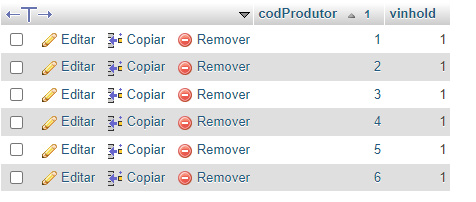 codProdutor 1 vinhold
Editar Copiar Remover 1 1
Editar Copiar Remover 2 1
Editar Copiar Remover 3 1
Editar Copiar Remover 4 1
Editar Copiar Remover 5 1
Editar Copiar Remover 6 1